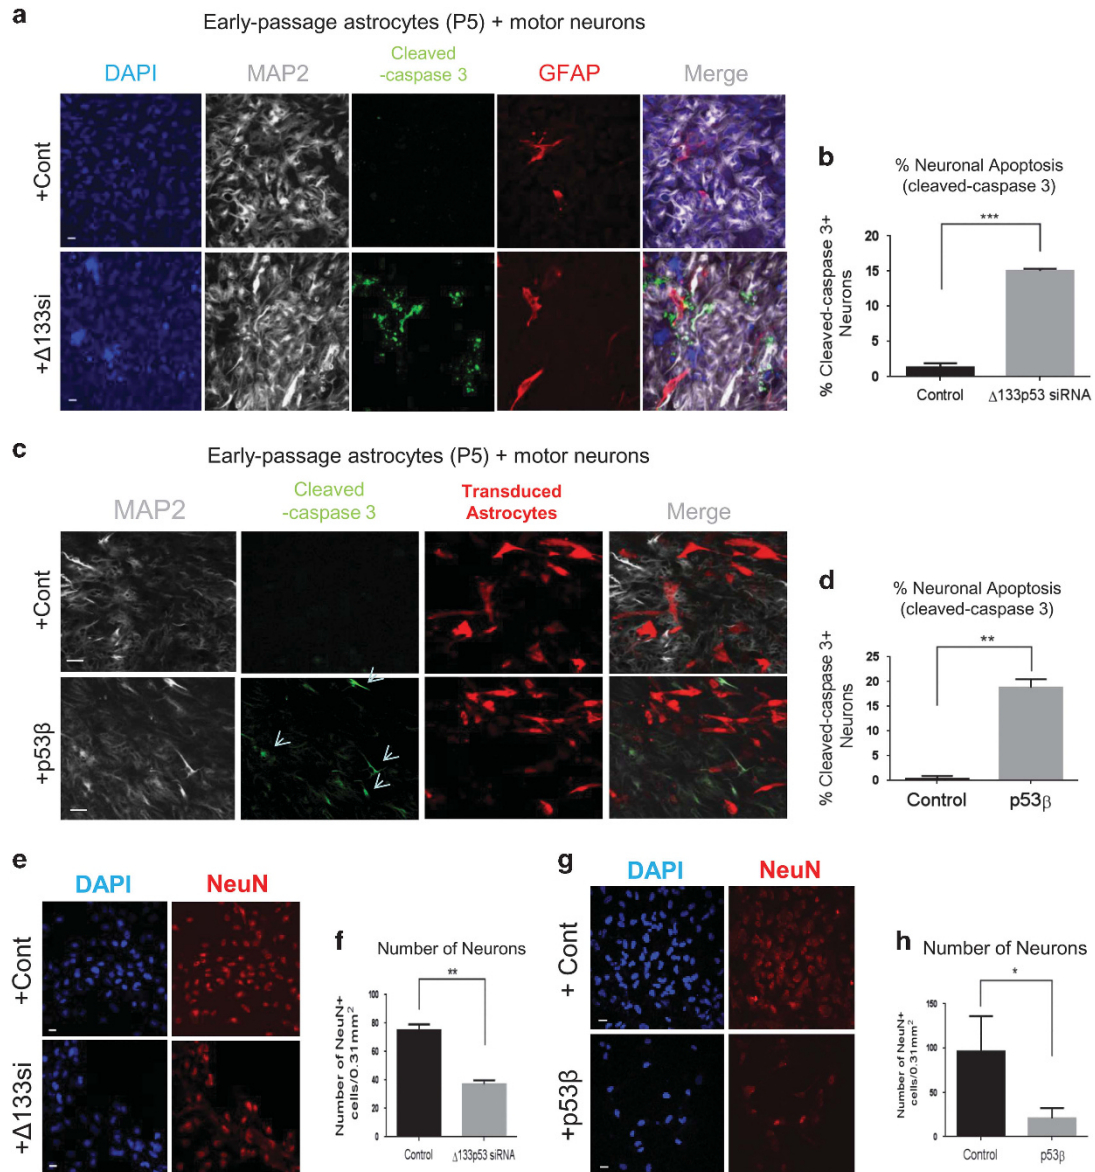 a
Early-passage astrocytes (P5) + motor neurons
DAPI
MAP2
Cleaved
-caspase 3
GFAP
Merge
+Cont
+Δ133si
b
% Neuronal Apoptosis
(cleaved-caspase 3)
***
% Cleaved-caspase 3+
Neurons
20
15
10
5
0
Control
Δ133p53 siRNA
c
Early-passage astrocytes (P5) + motor neurons
MAP2
Cleaved
-caspase 3
Transduced
Astrocytes
Merge
+Cont
+p53β
d
% Neuronal Apoptosis
(cleaved-caspase 3)
**
% Cleaved-caspase 3+
Neurons
25
20
15
10
5
0
Control
p53β
e
DAPI
NeuN
+Cont
+Δ133si
f
Number of Neurons
**
Number of NeuN+
cells/0.31mm²
100
80
60
40
20
0
Control
Δ133p53 siRNA
g
DAPI
NeuN
+ Cont
+p53β
h
Number of Neurons
*
Number of NeuN+
cells/0.31mm²
150
100
50
0
Control
p53β